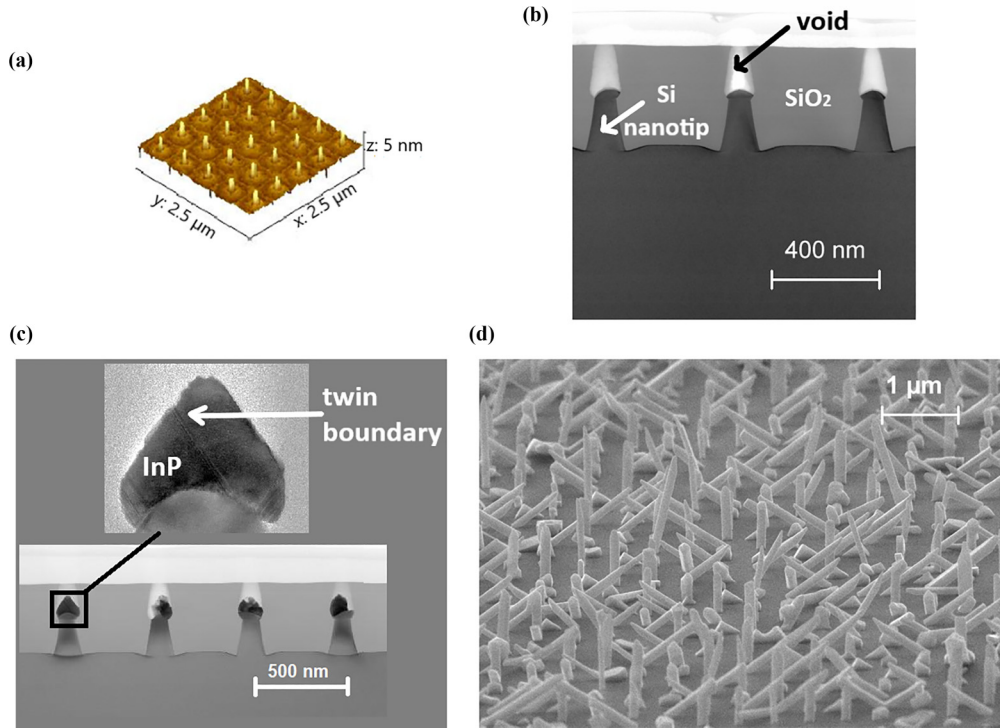 (a)
z: 5 nm
y: 2.5 µm
x: 2.5 µm
(b)
void
Si
nanotip
SiO₂
400 nm
(c)
twin
boundary
InP
500 nm
(d)
1 µm